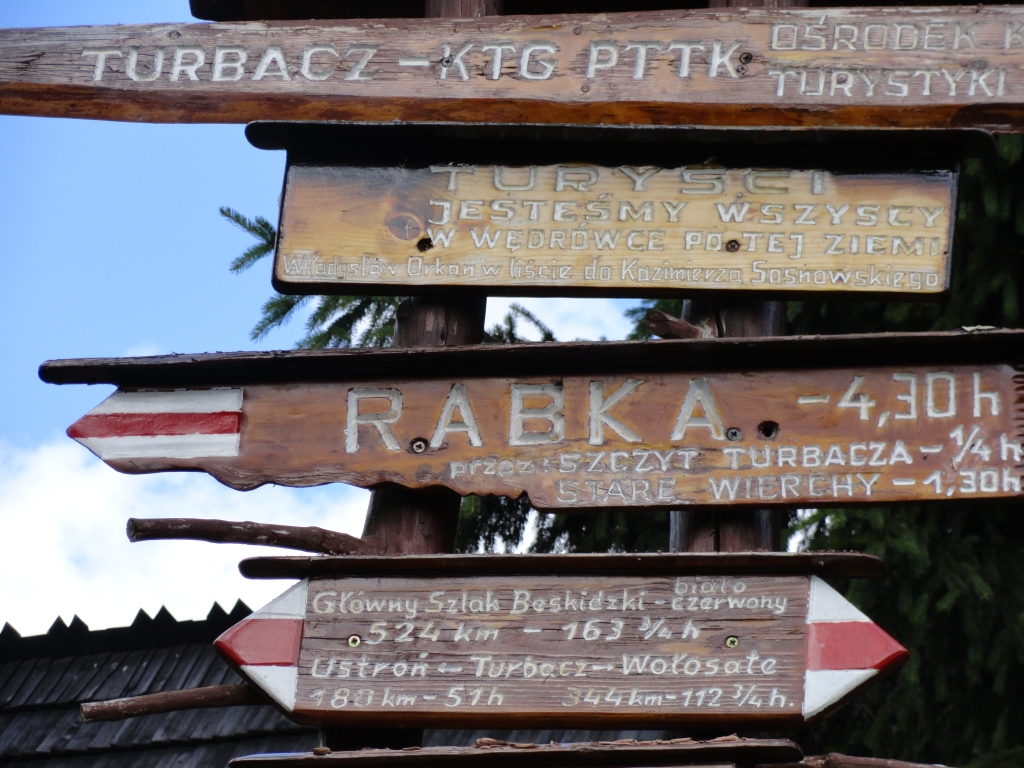 TURBACZ – KTG PTTK OŚRODEK
TURYSTYKI
TURYŚCI
JESTEŚMY WSZYSCY
W WĘDRÓWCE PO TEJ ZIEMI
Władysław Orkan w liście do Kazimierza Sosnowskiego
RABKA – 4,30 h
przez: SZCZYT TURBACZA – 1/4 h
STARE WIERCHY – 1,30h
biało
Główny Szlak Beskidzki – czerwony
524 km – 163 3/4 h
Ustroń ← Turbacz → Wołosate
180 km – 51h 344 km – 112 3/4 h.